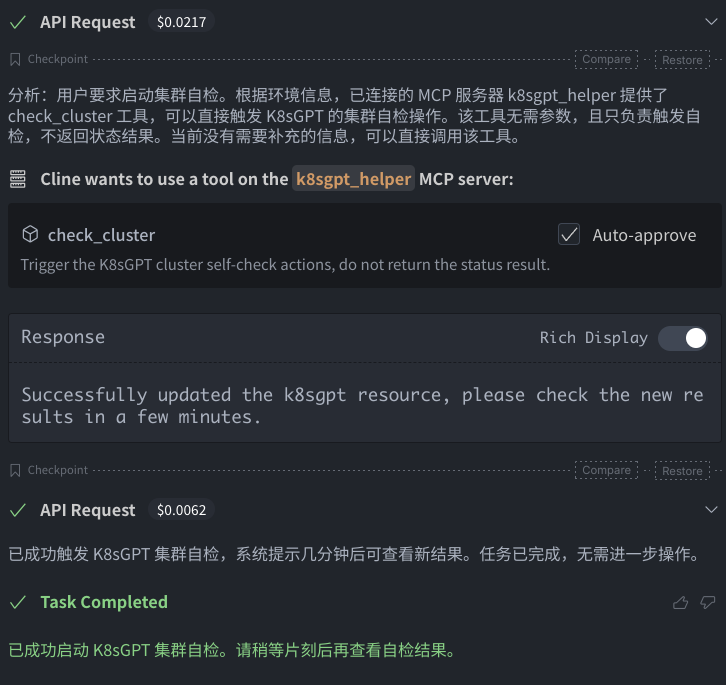 API Request $0.0217
Checkpoint Compare Restore
分析：用户要求启动集群自检。根据环境信息，已连接的 MCP 服务器 k8sgpt_helper 提供了
check_cluster 工具，可以直接触发 K8sGPT 的集群自检操作。该工具无需参数，且只负责触发自
检，不返回状态结果。当前没有需要补充的信息，可以直接调用该工具。
Cline wants to use a tool on the k8sgpt_helper MCP server:
check_cluster Auto-approve
Trigger the K8sGPT cluster self-check actions, do not return the status result.
Response Rich Display
Successfully updated the k8sgpt resource, please check the new re
sults in a few minutes.
Checkpoint Compare Restore
API Request $0.0062
已成功触发 K8sGPT 集群自检，系统提示几分钟后可查看新结果。任务已完成，无需进一步操作。
Task Completed
已成功启动 K8sGPT 集群自检。请稍等片刻后再查看自检结果。